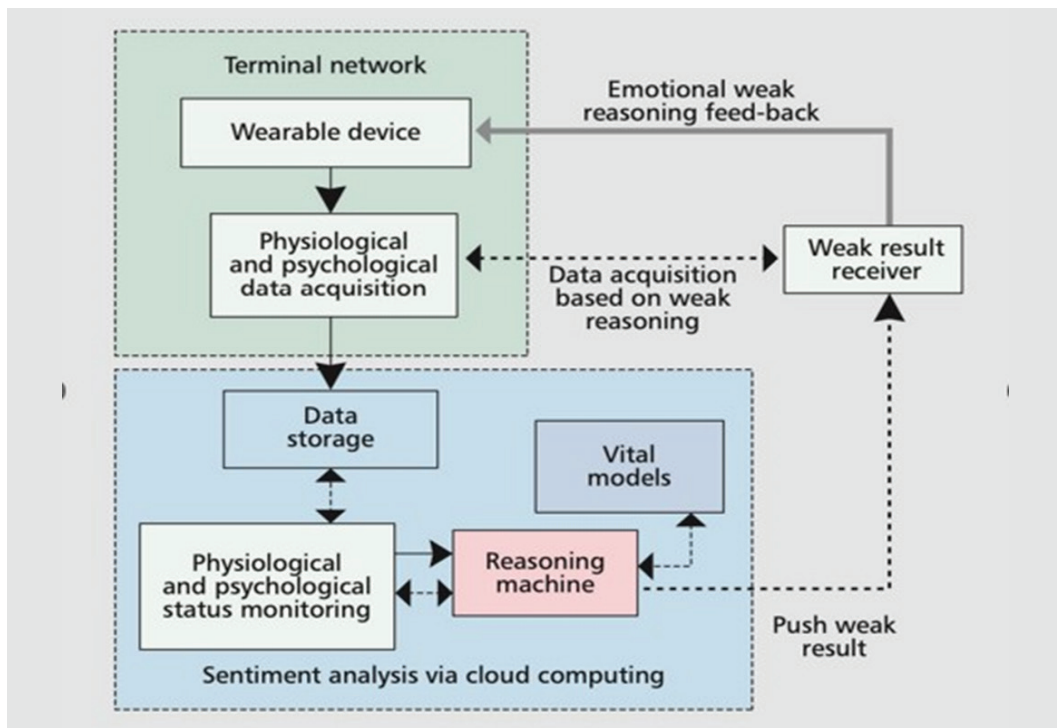 Terminal network
Wearable device
Emotional weak
reasoning feed-back
Physiological
and psychological
data acquisition
Data acquisition
based on weak
reasoning
Weak result
receiver
Data
storage
Vital
models
Physiological
and psychological
status monitoring
Reasoning
machine
Push weak
result
Sentiment analysis via cloud computing